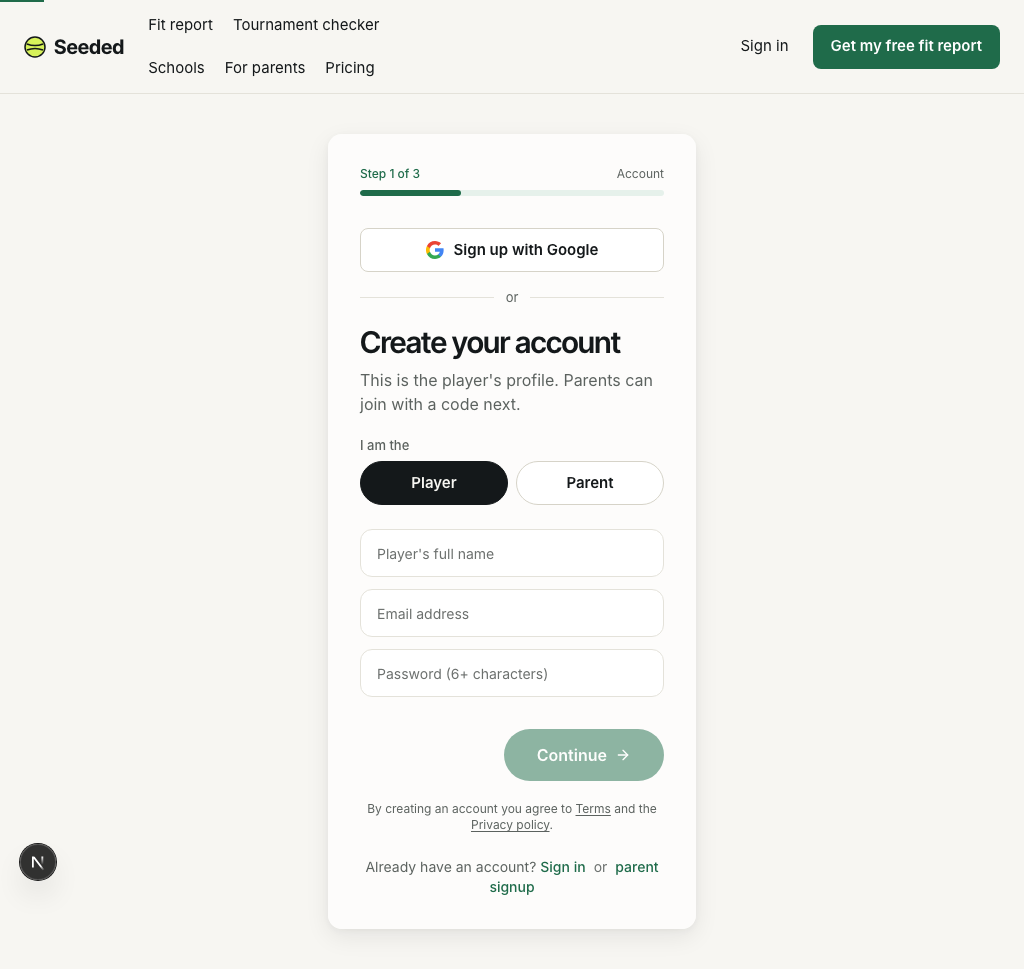 Seeded
Fit report Tournament checker
Schools For parents Pricing
Sign in
Get my free fit report
Step 1 of 3
Account
Sign up with Google
or
Create your account
This is the player's profile. Parents can
join with a code next.
I am the
Player
Parent
Player's full name
Email address
Password (6+ characters)
Continue →
By creating an account you agree to Terms and the
Privacy policy.
Already have an account? Sign in or parent
signup
N